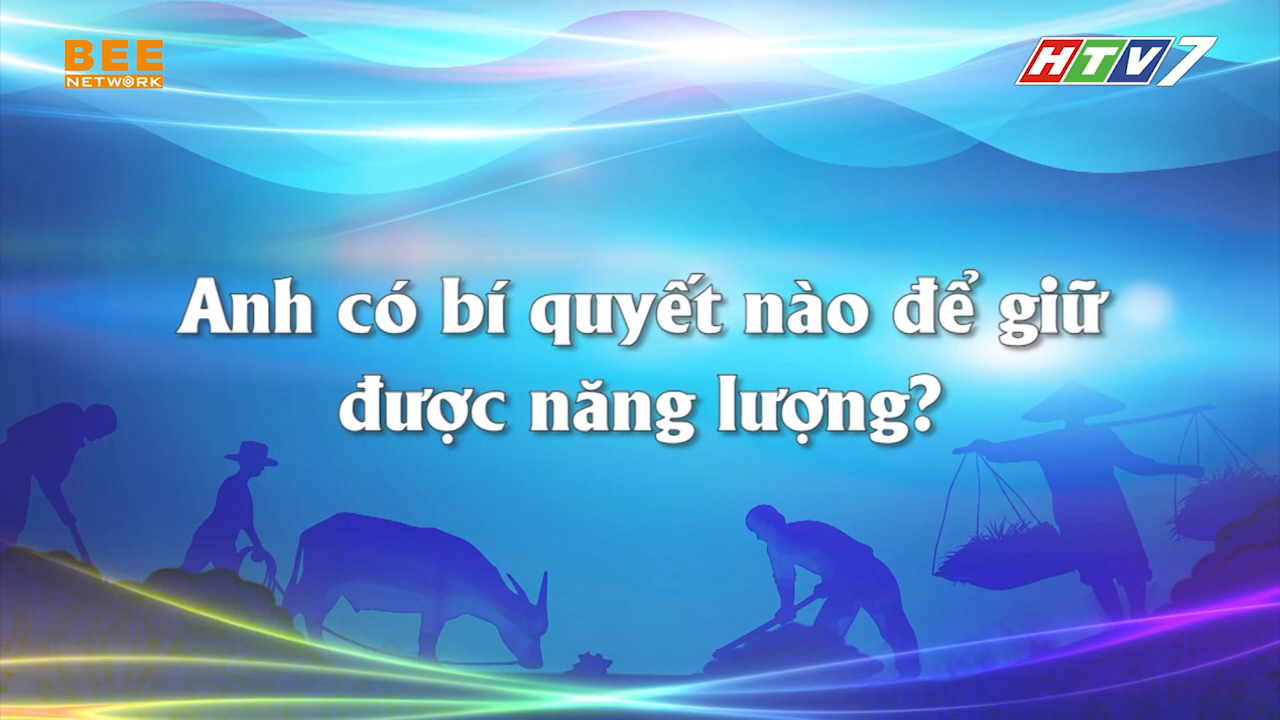 BEE
NETWORK
HTV7
Anh có bí quyết nào để giữ
được năng lượng?